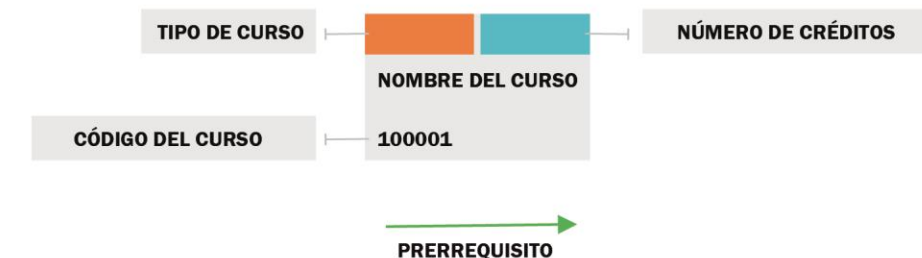 TIPO DE CURSO
NÚMERO DE CRÉDITOS
NOMBRE DEL CURSO
CÓDIGO DEL CURSO
100001
PRERREQUISITO